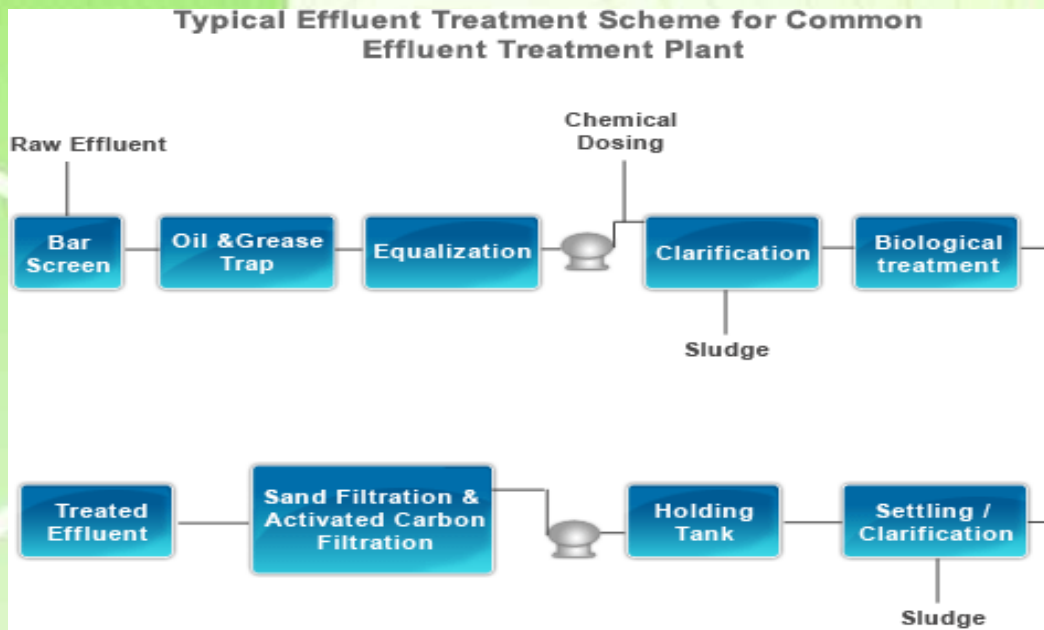 Typical Effluent Treatment Scheme for Common
Effluent Treatment Plant
Chemical
Dosing
Raw Effluent
Bar
Screen
Oil &Grease
Trap
Equalization
Clarification
Biological
treatment
Sludge
Treated
Effluent
Sand Filtration &
Activated Carbon
Filtration
Holding
Tank
Settling /
Clarification
Sludge